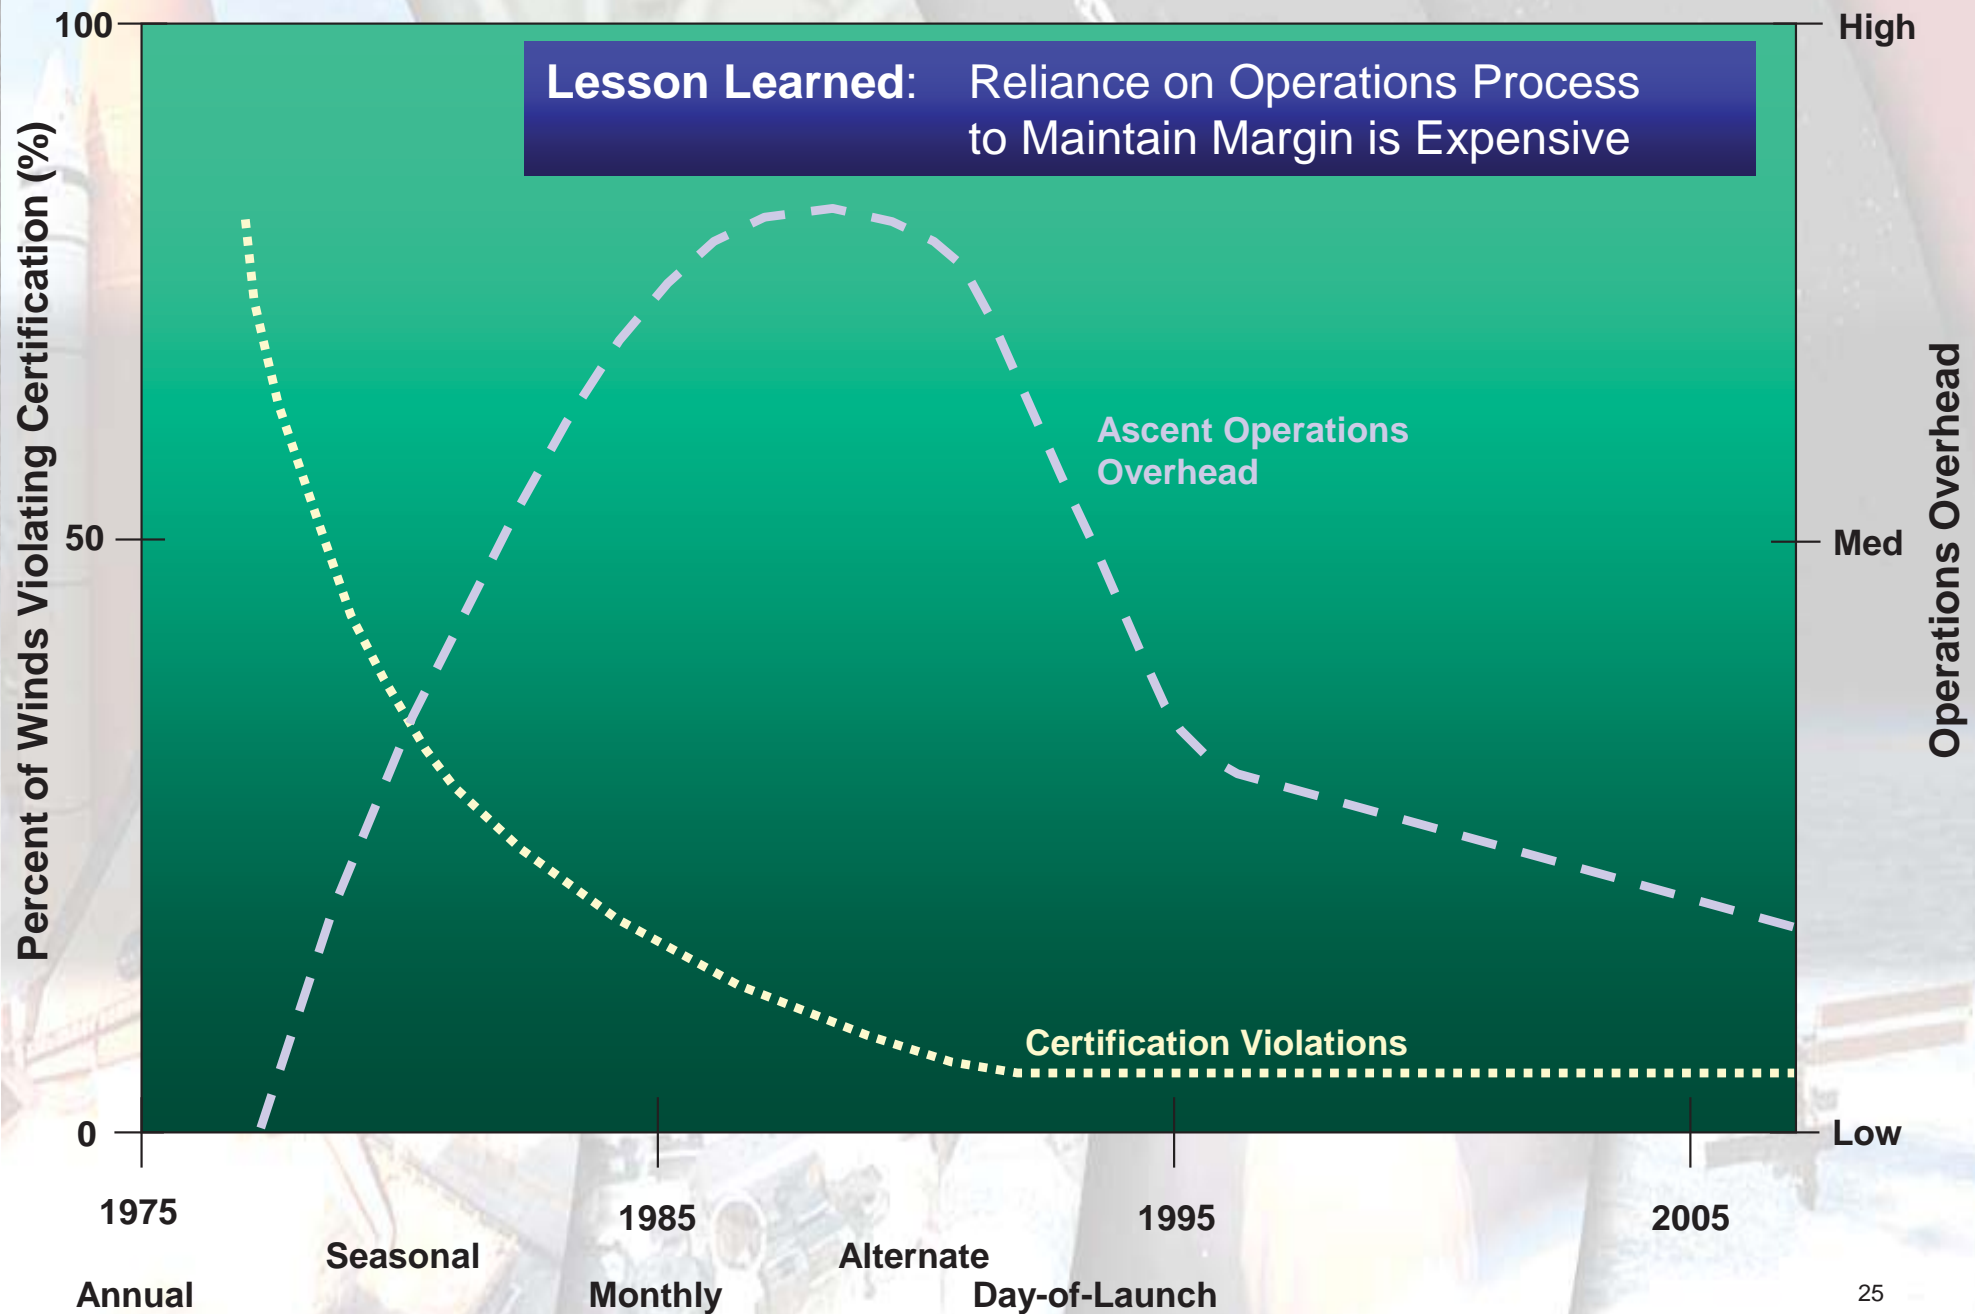 100
High
Lesson Learned: Reliance on Operations Process
to Maintain Margin is Expensive
Percent of Winds Violating Certification (%)
Operations Overhead
Ascent Operations
Overhead
50
Med
Certification Violations
0
Low
1975
1985
1995
2005
Seasonal
Alternate
Annual
Monthly
Day-of-Launch
25